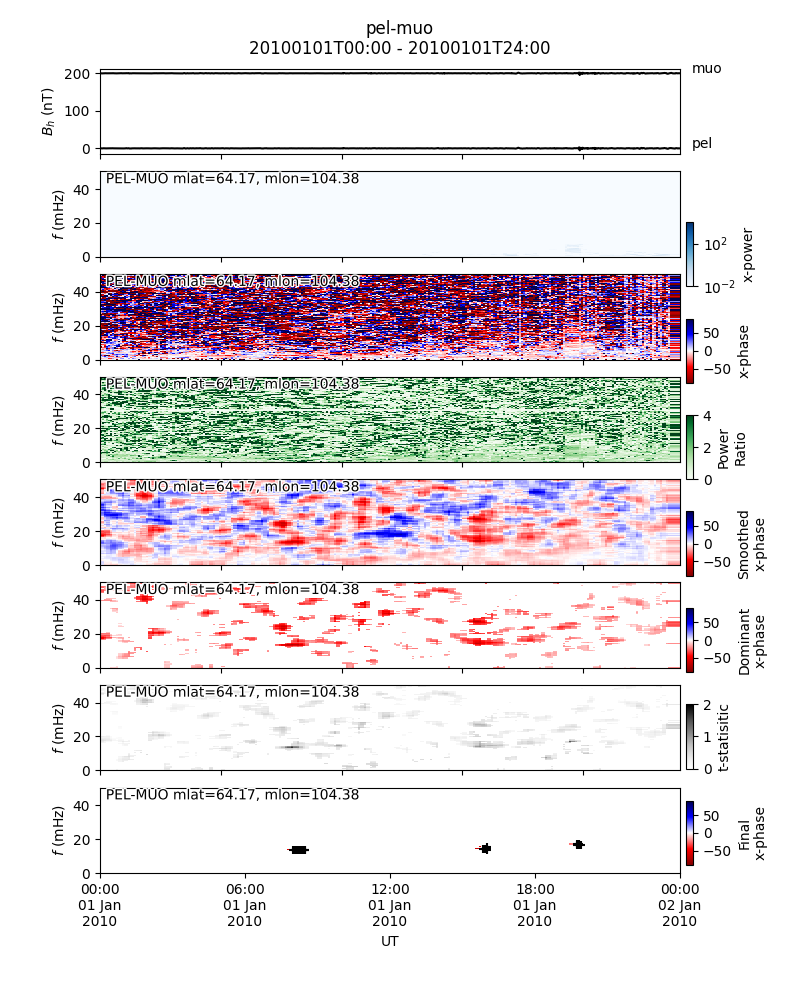 pel-muo
20100101T00:00 - 20100101T24:00
200
100
0
B_h (nT)
muo
pel
PEL-MUO mlat=64.17, mlon=104.38
40
20
0
f (mHz)
10^2
10^-2
x-power
PEL-MUO mlat=64.17, mlon=104.38
40
20
0
f (mHz)
50
0
−50
x-phase
PEL-MUO mlat=64.17, mlon=104.38
40
20
0
f (mHz)
4
2
0
Power
Ratio
PEL-MUO mlat=64.17, mlon=104.38
40
20
0
f (mHz)
50
0
−50
Smoothed
x-phase
PEL-MUO mlat=64.17, mlon=104.38
40
20
0
f (mHz)
50
0
−50
Dominant
x-phase
PEL-MUO mlat=64.17, mlon=104.38
40
20
0
f (mHz)
2
1
0
t-statisitic
PEL-MUO mlat=64.17, mlon=104.38
40
20
0
f (mHz)
50
0
−50
Final
x-phase
00:00 06:00 12:00 18:00 00:00
01 Jan 01 Jan 01 Jan 01 Jan 02 Jan
2010 2010 2010 2010 2010
UT